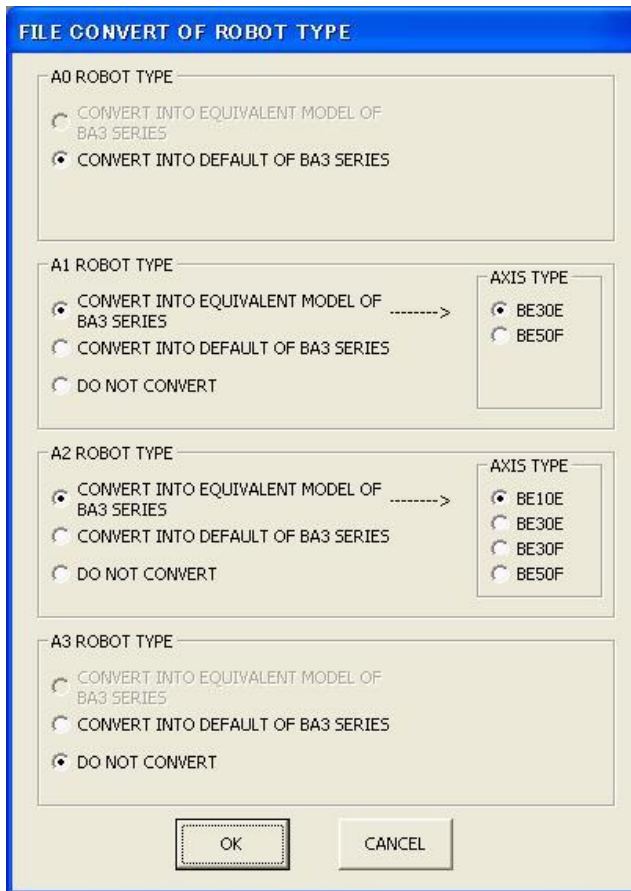 FILE CONVERT OF ROBOT TYPE
A0 ROBOT TYPE
CONVERT INTO EQUIVALENT MODEL OF
BA3 SERIES
CONVERT INTO DEFAULT OF BA3 SERIES
A1 ROBOT TYPE
CONVERT INTO EQUIVALENT MODEL OF
BA3 SERIES
-------->
CONVERT INTO DEFAULT OF BA3 SERIES
DO NOT CONVERT
AXIS TYPE
BE30E
BE50F
A2 ROBOT TYPE
CONVERT INTO EQUIVALENT MODEL OF
BA3 SERIES
-------->
CONVERT INTO DEFAULT OF BA3 SERIES
DO NOT CONVERT
AXIS TYPE
BE10E
BE30E
BE30F
BE50F
A3 ROBOT TYPE
CONVERT INTO EQUIVALENT MODEL OF
BA3 SERIES
CONVERT INTO DEFAULT OF BA3 SERIES
DO NOT CONVERT
OK
CANCEL